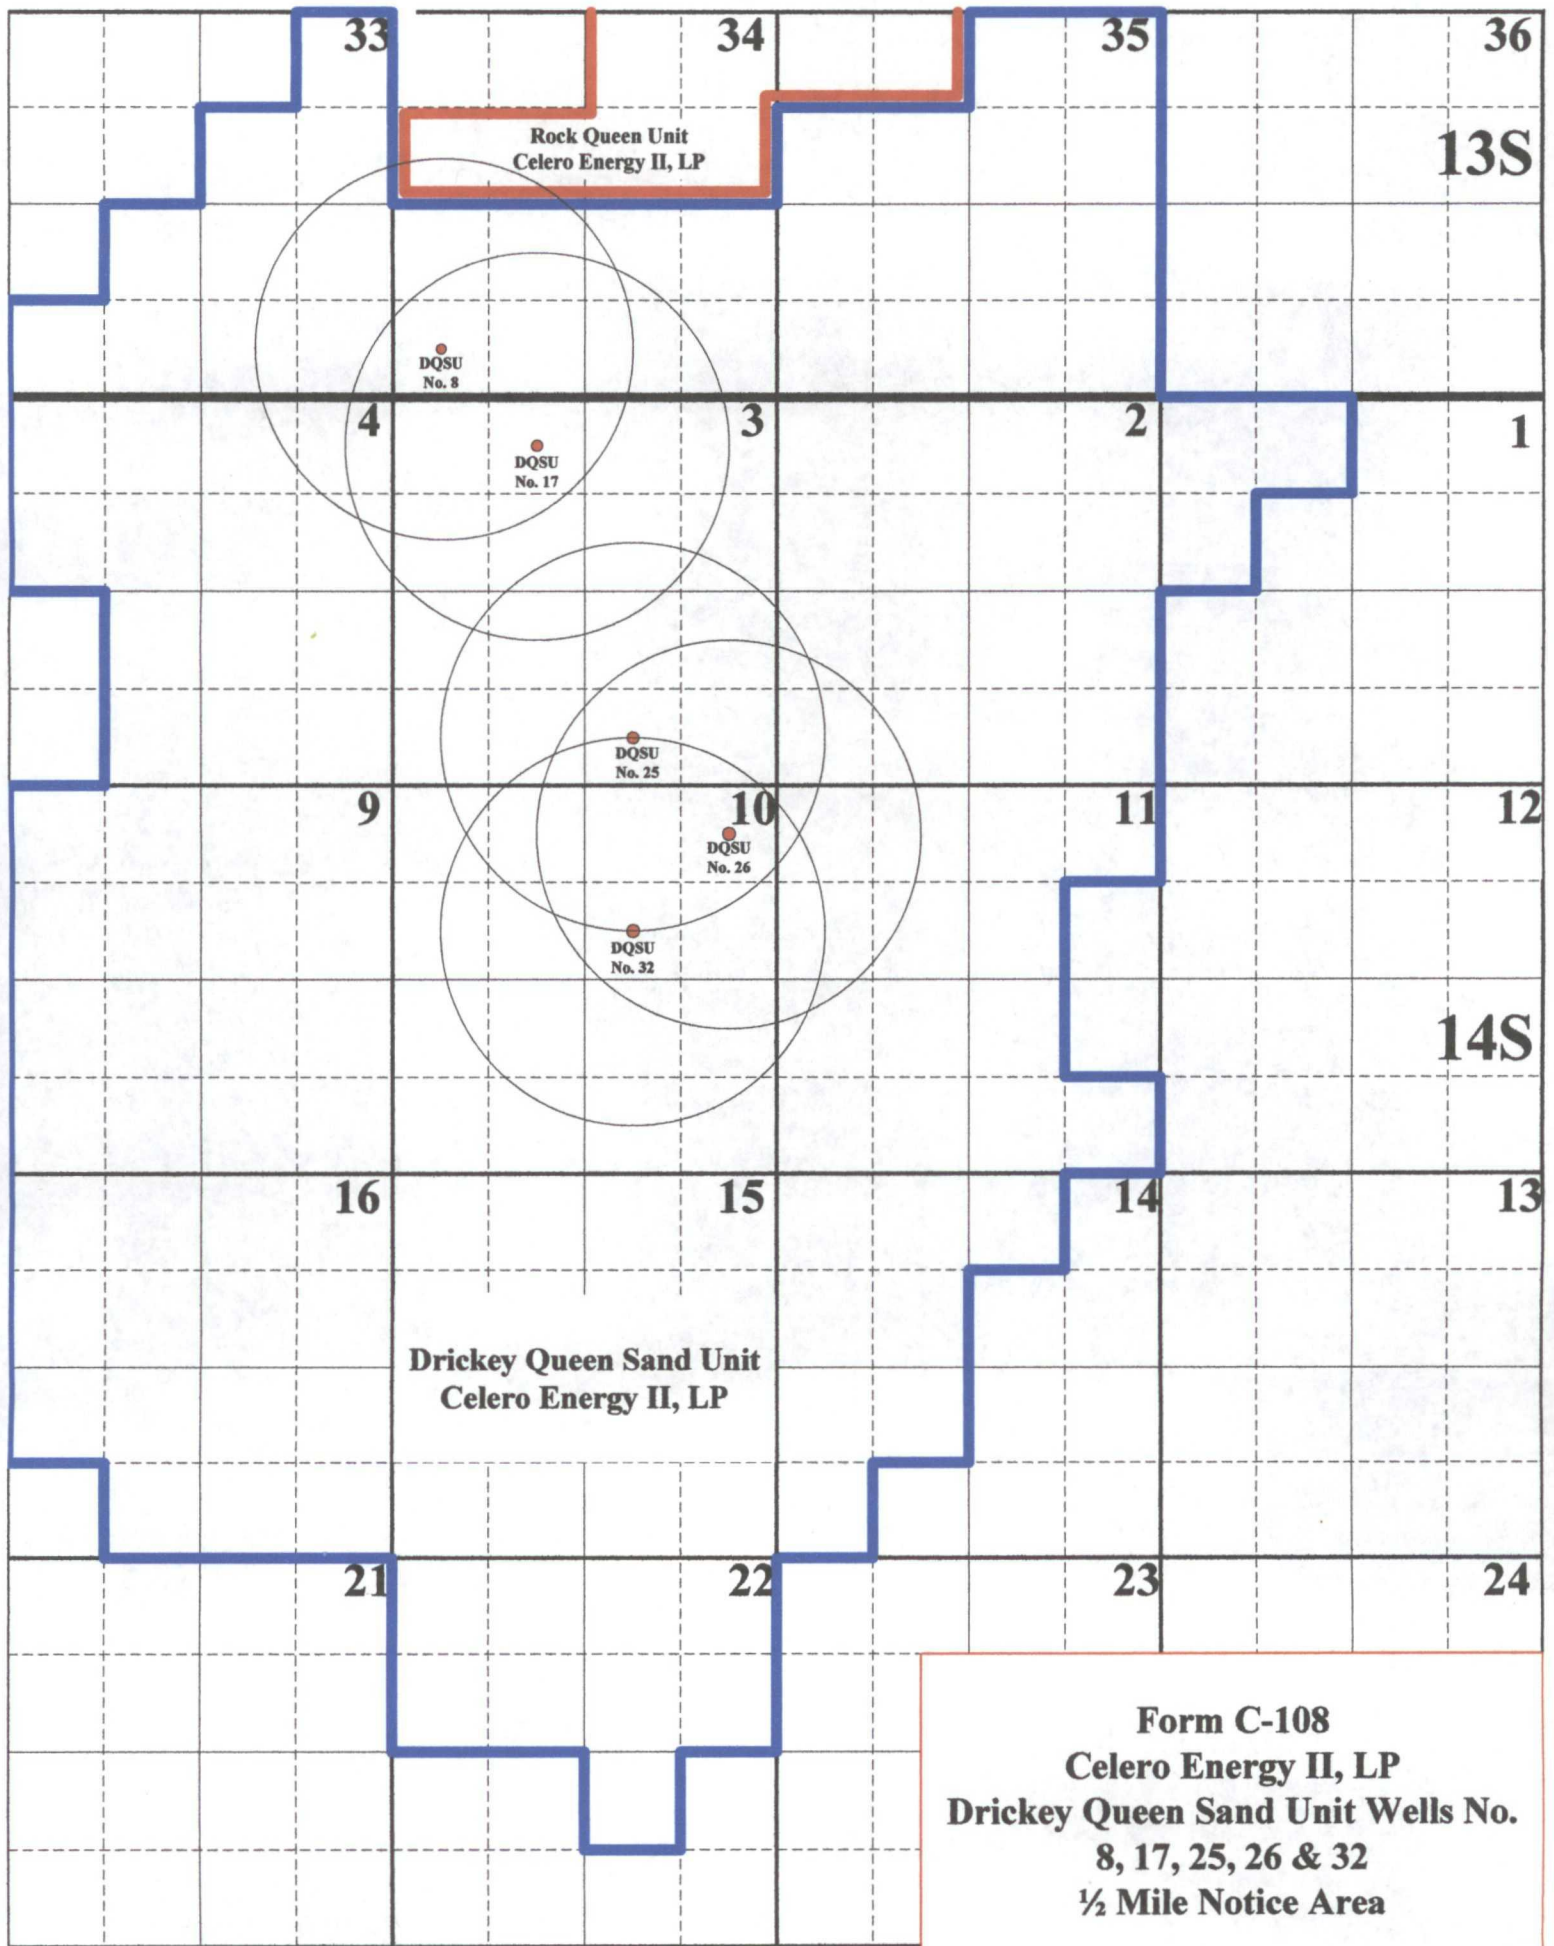 33
34
35
36
Rock Queen Unit
Celero Energy II, LP
13S
DQSU
No. 8
4
3
2
1
DQSU
No. 17
DQSU
No. 25
9
10
11
12
DQSU
No. 26
DQSU
No. 32
14S
16
15
14
13
Drickey Queen Sand Unit
Celero Energy II, LP
21
22
23
24
Form C-108
Celero Energy II, LP
Drickey Queen Sand Unit Wells No.
8, 17, 25, 26 & 32
½ Mile Notice Area